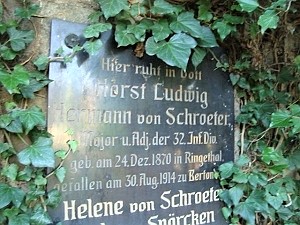 Hier ruht in Gott
Horst Ludwig
Hermann von Schroeter,
Major u. Adj. der 32. Inf. Div.
geb. am 24. Dez. 1870 in Ringethal,
gefallen am 30. Aug. 1914 zu
Helene von Schroeter
Spörcken